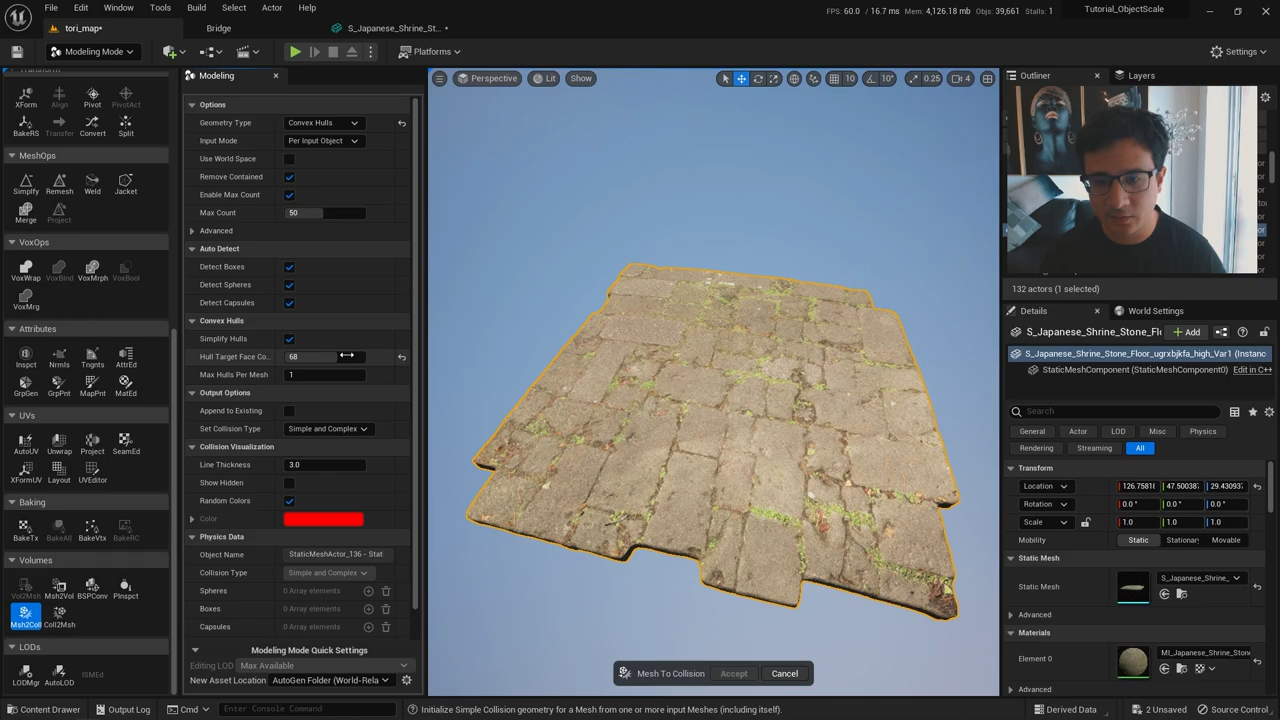 File Edit Window Tools Build Select Actor Help
FPS: 60.0 / 16.7 ms Mem: 4,126.18 mb Objs: 39,661 Stalls: 1
Tutorial_ObjectScale
tori_map•
Bridge
S_Japanese_Shrine_St... •
Modeling Mode
Platforms
Settings
XForm Align Pivot PivotAct
BakeRS Transfer Convert Split
MeshOps
Simplfy Remesh Weld Jacket
Merge Project
VoxOps
VoxWrap VoxBlnd VoxMrph VoxBool
VoxMrg
Attributes
Inspct Nrmls Tngnts AttrEd
GrpGen GrpPnt MapPnt MatEd
UVs
AutoUV Unwrap Project SeamEd
XFormUV Layout UVEditor
Baking
BakeTx BakeAll BakeVtx BakeRC
Volumes
Vol2Msh Msh2Vol BSPConv PInspct
Msh2Coll Coll2Msh
LODs
LODMgr AutoLOD ISMEd
Modeling
Options
Geometry Type Convex Hulls
Input Mode Per Input Object
Use World Space
Remove Contained
Enable Max Count
Max Count 50
Advanced
Auto Detect
Detect Boxes
Detect Spheres
Detect Capsules
Convex Hulls
Simplify Hulls
Hull Target Face Co... 68
Max Hulls Per Mesh 1
Output Options
Append to Existing
Set Collision Type Simple and Complex
Collision Visualization
Line Thickness 3.0
Show Hidden
Random Colors
Color
Physics Data
Object Name StaticMeshActor_136 - Stat
Collision Type Simple and Complex
Spheres 0 Array elements
Boxes 0 Array elements
Capsules 0 Array elements
Modeling Mode Quick Settings
Editing LOD Max Available
New Asset Location AutoGen Folder (World-Rela
Perspective Lit Show
10 10° 0.25 4
Mesh To Collision Accept Cancel
Outliner
Layers
132 actors (1 selected)
Details
World Settings
S_Japanese_Shrine_Stone_Flo
Add
S_Japanese_Shrine_Stone_Floor_ugrxbjkfa_high_Var1 (Instanc
StaticMeshComponent (StaticMeshComponent0) Edit in C++
Search
General Actor LOD Misc Physics
Rendering Streaming All
Transform
Location 126.7581 47.50038 29.43093
Rotation 0.0° 0.0° 0.0°
Scale 1.0 1.0 1.0
Mobility Static Stationary Movable
Static Mesh
Static Mesh S_Japanese_Shrine_
Advanced
Materials
Element 0 MI_Japanese_Shrine_Stone
Advanced
Content Drawer Output Log Cmd Enter Console Command
Initialize Simple Collision geometry for a Mesh from one or more input Meshes (including itself).
Derived Data 2 Unsaved Source Control